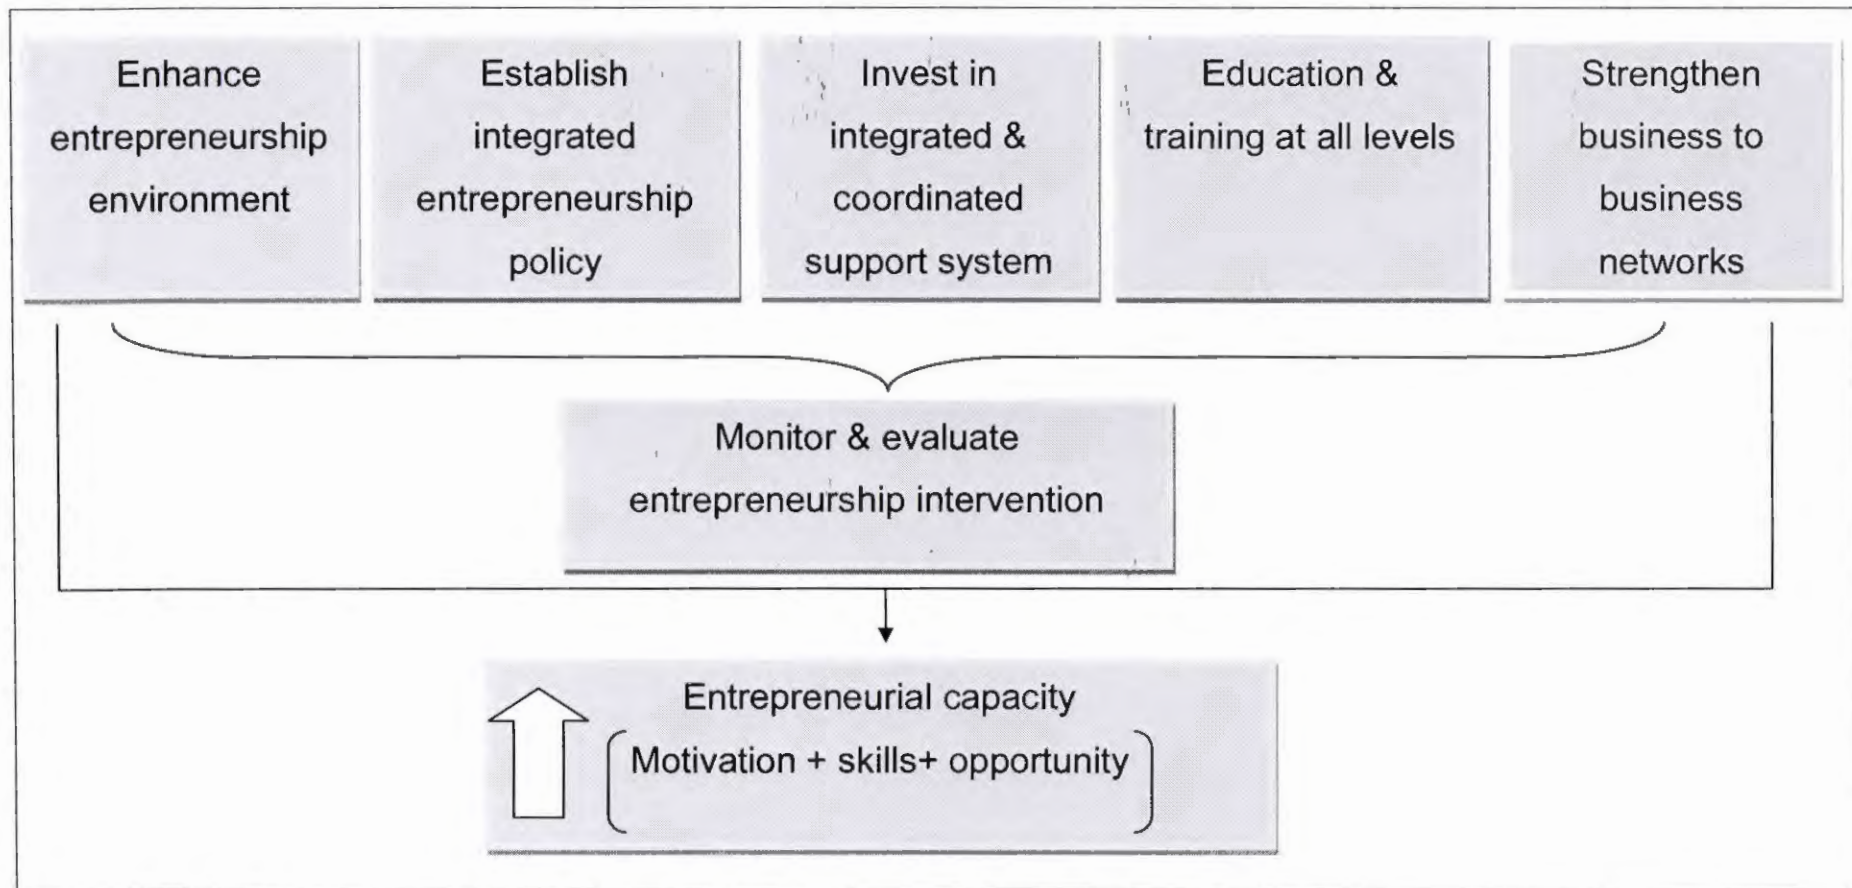 Enhance
entrepreneurship
environment
Establish
integrated
entrepreneurship
policy
Invest in
integrated &
coordinated
support system
Education &
training at all levels
Strengthen
business to
business
networks
Monitor & evaluate
entrepreneurship intervention
Entrepreneurial capacity
Motivation + skills+ opportunity